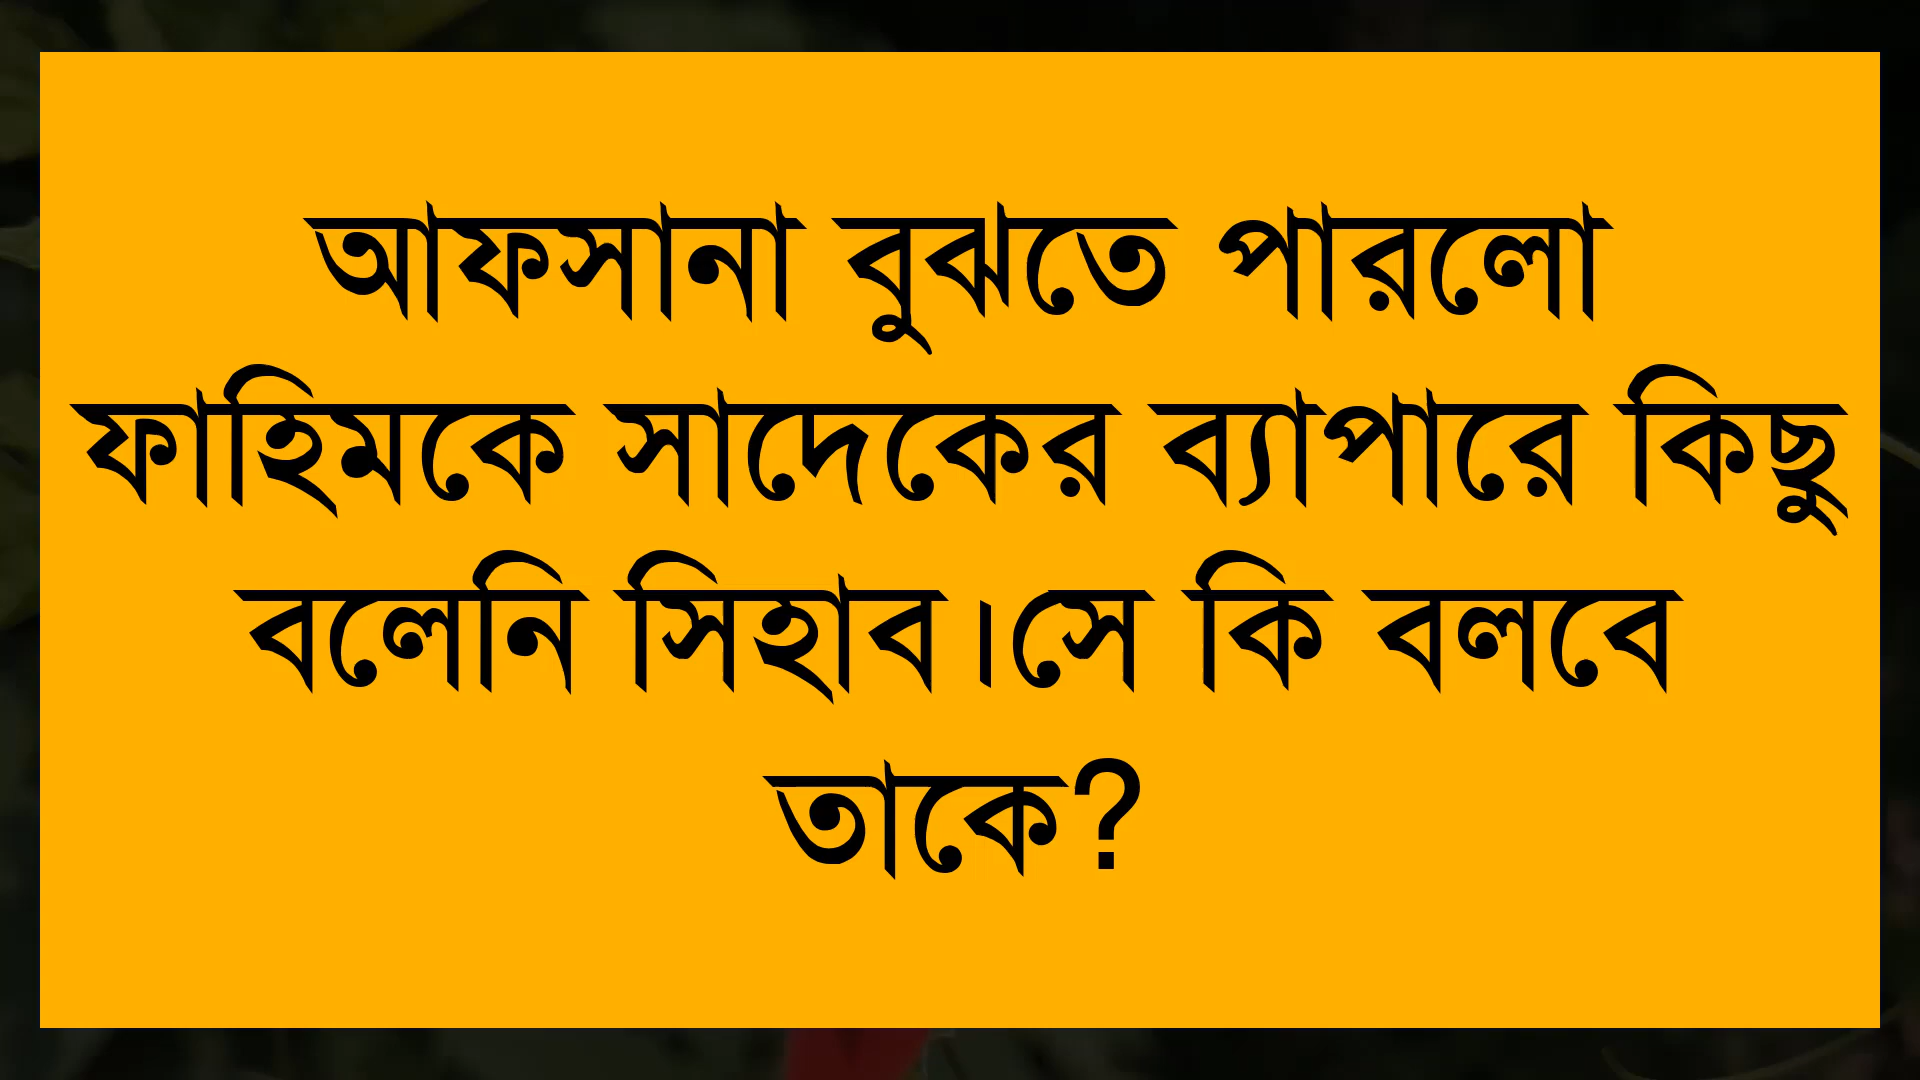 আফসানা বুঝতে পারলো
ফাহিমকে সাদেকের ব্যাপারে কিছু
বলেনি সিহাব।সে কি বলবে
তাকে?